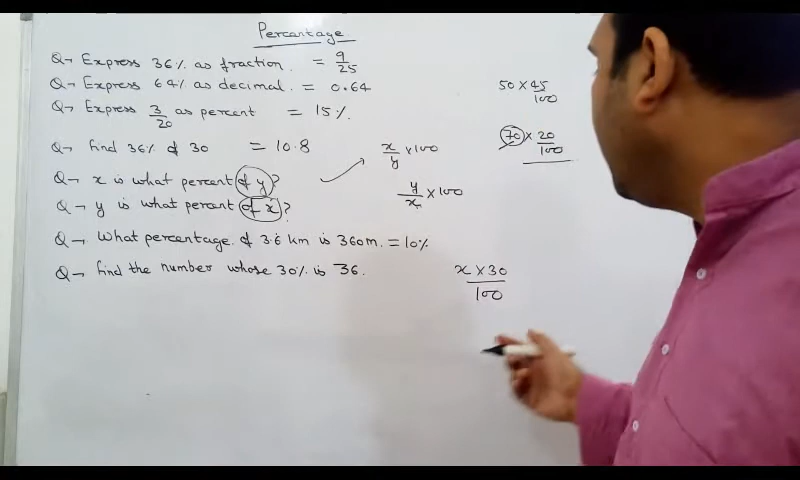 Percentage
Q→ Express 36% as fraction. = 9/25
Q→ Express 64% as decimal. = 0.64
Q→ Express 3/20 as percent = 15%.
Q→ find 36% of 30 = 10.8
Q→ x is what percent of y?
Q→ y is what percent of x?
Q→ What percentage of 3.6 km is 360m. = 10%
Q→ find the number whose 30% is 36.
x/y × 100
y/x × 100
x × 30 / 100
50 × 45/100
70 × 20/100